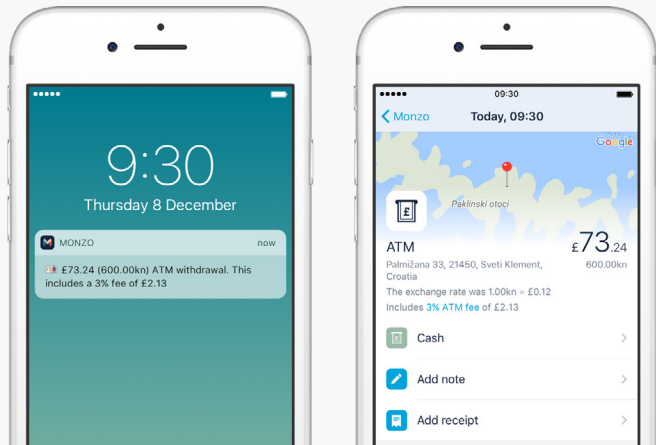 9:30
Thursday 8 December
MONZO now
£73.24 (600.00kn) ATM withdrawal. This
includes a 3% fee of £2.13
09:30
Monzo Today, 09:30
Google
Paklinski otoci
£
ATM £73.24
Palmižana 33, 21450, Sveti Klement, 600.00kn
Croatia
The exchange rate was 1.00kn = £0.12
Includes 3% ATM fee of £2.13
£ Cash
Add note
Add receipt